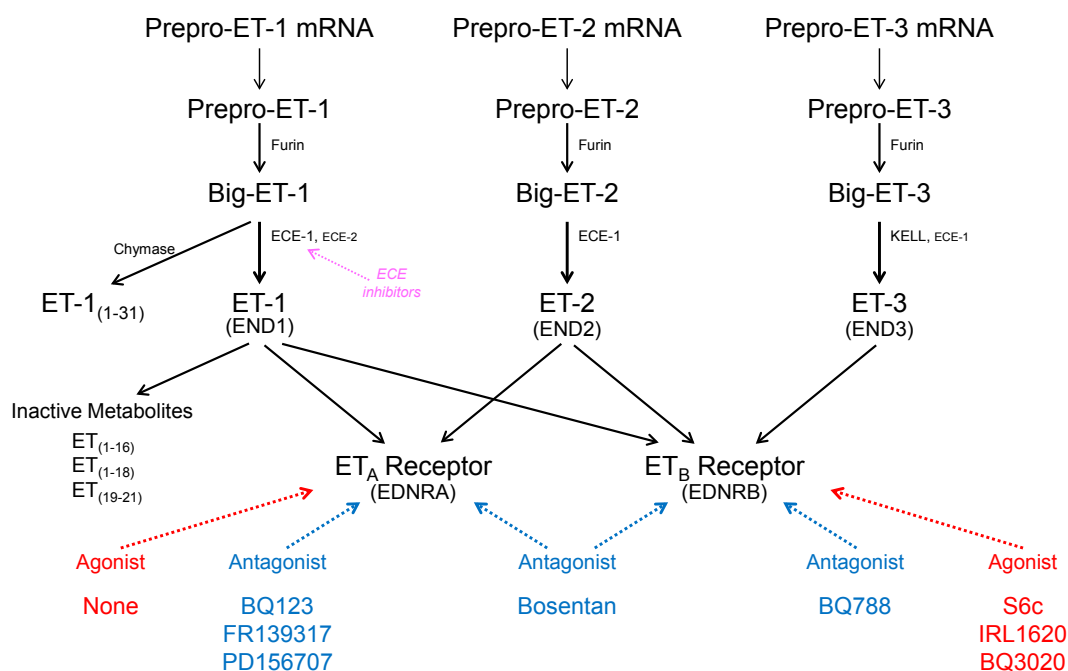 Prepro-ET-1 mRNA Prepro-ET-2 mRNA Prepro-ET-3 mRNA
Prepro-ET-1 Prepro-ET-2 Prepro-ET-3
Furin Furin Furin
Big-ET-1 Big-ET-2 Big-ET-3
Chymase ECE-1, ECE-2 ECE-1 KELL, ECE-1
ECE
inhibitors
ET-1(1-31) ET-1 ET-2 ET-3
(END1) (END2) (END3)
Inactive Metabolites
ET(1-16)
ET(1-18)
ET(19-21)
ETA Receptor ETB Receptor
(EDNRA) (EDNRB)
Agonist Antagonist Antagonist Antagonist Agonist
None BQ123 Bosentan BQ788 S6c
FR139317 IRL1620
PD156707 BQ3020